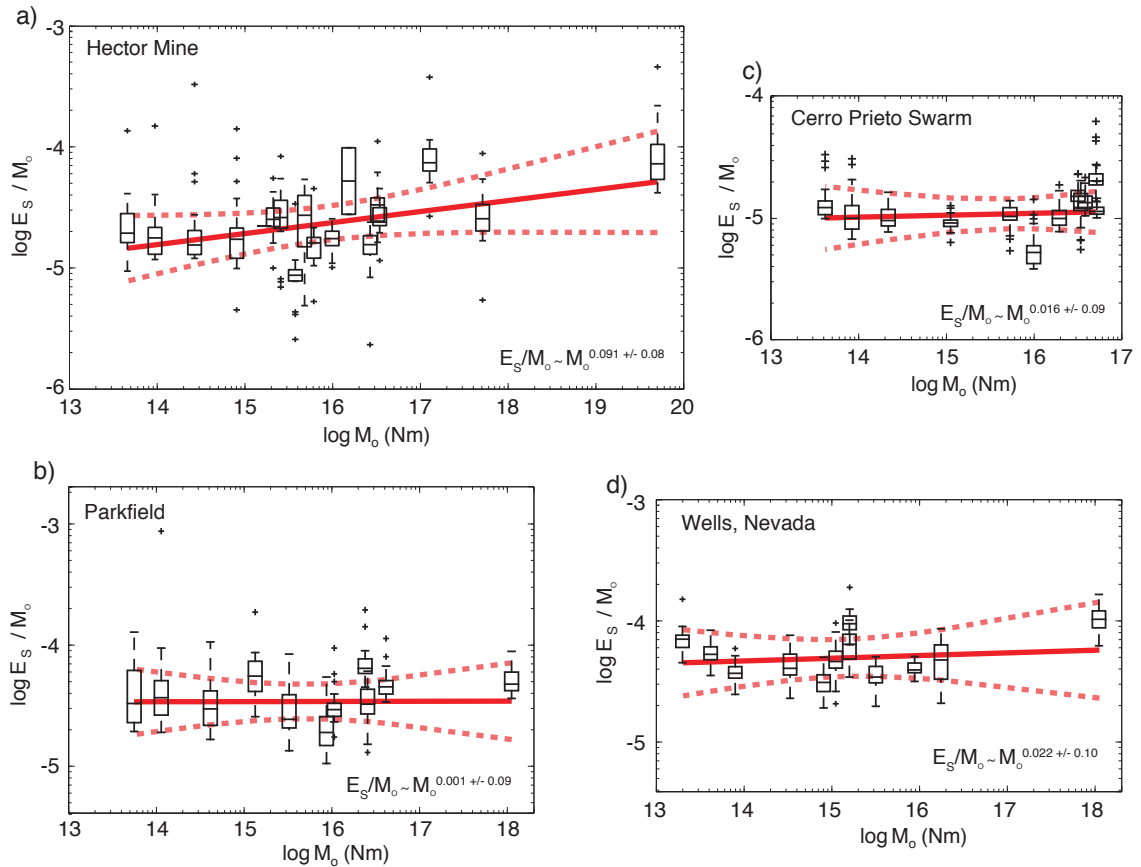 a)
Hector Mine
-3
-4
-5
-6
log E_S / M_o
E_S/M_o ~ M_o^0.091 +/- 0.08
13 14 15 16 17 18 19 20
log M_o (Nm)
c)
Cerro Prieto Swarm
-4
-5
-6
log E_S / M_o
E_S/M_o ~ M_o^0.016 +/- 0.09
13 14 15 16 17
log M_o (Nm)
b)
Parkfield
-3
-4
-5
log E_S / M_o
E_S/M_o ~ M_o^0.001 +/- 0.09
13 14 15 16 17 18
log M_o (Nm)
d)
Wells, Nevada
-3
-4
-5
log E_S / M_o
E_S/M_o ~ M_o^0.022 +/- 0.10
13 14 15 16 17 18
log M_o (Nm)